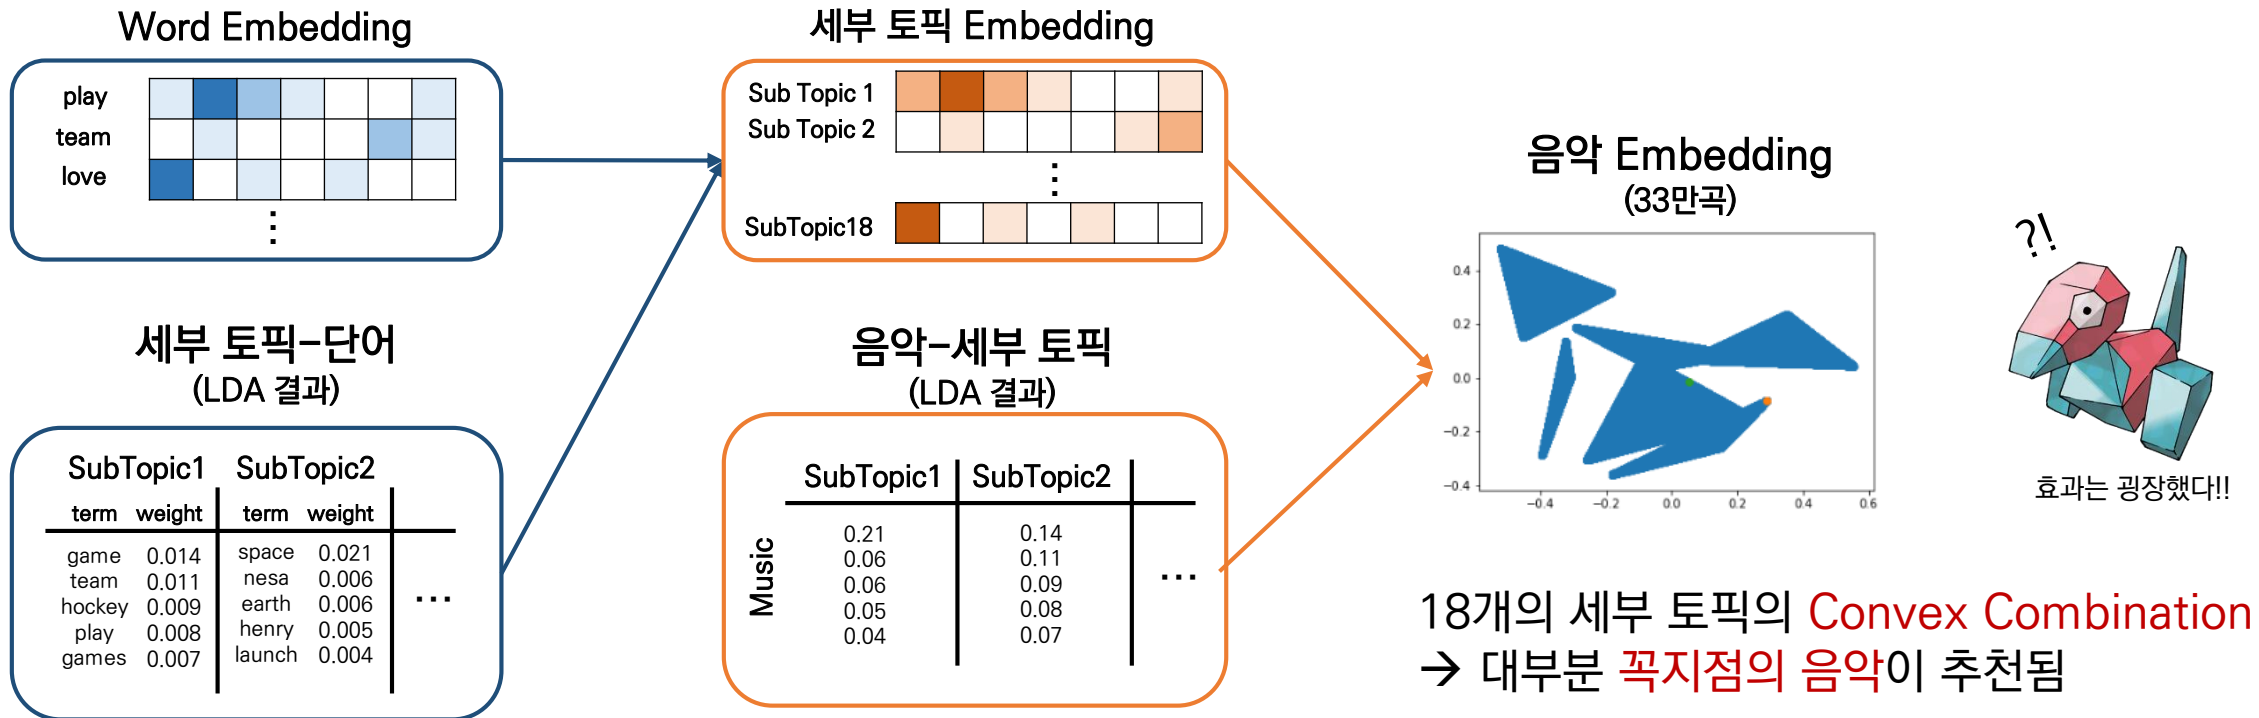 Word Embedding
play
team
love
⋮
세부 토픽-단어
(LDA 결과)
SubTopic1 SubTopic2
term weight term weight
game 0.014 space 0.021
team 0.011 nesa 0.006
hockey 0.009 earth 0.006
play 0.008 henry 0.005
games 0.007 launch 0.004
...
세부 토픽 Embedding
Sub Topic 1
Sub Topic 2
⋮
SubTopic18
음악-세부 토픽
(LDA 결과)
SubTopic1 SubTopic2
Music
0.21 0.14
0.06 0.11
0.06 0.09
0.05 0.08
0.04 0.07
...
음악 Embedding
(33만곡)
0.4
0.2
0.0
−0.2
−0.4
−0.4 −0.2 0.0 0.2 0.4 0.6
?!
효과는 굉장했다!!
18개의 세부 토픽의 Convex Combination
→ 대부분 꼭지점의 음악이 추천됨